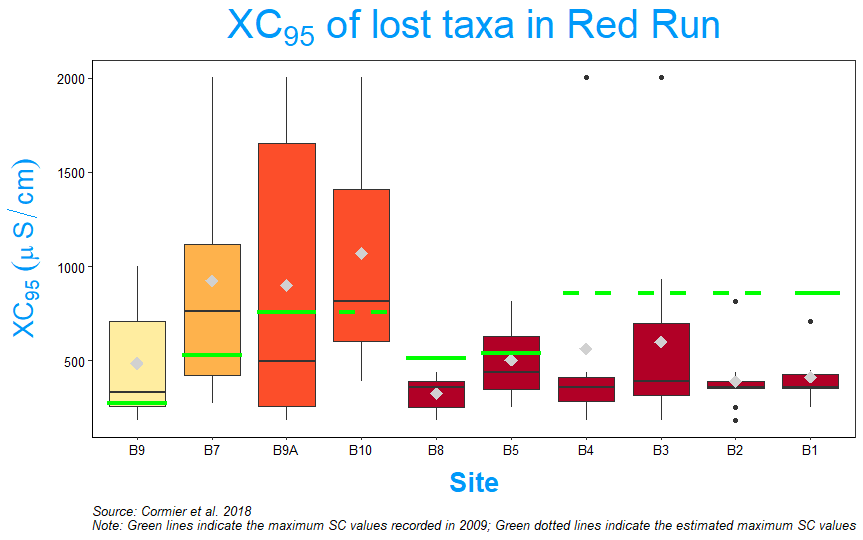 XC95 of lost taxa in Red Run
XC95 (μ S/cm)
2000
1500
1000
500
B9 B7 B9A B10 B8 B5 B4 B3 B2 B1
Site
Source: Cormier et al. 2018
Note: Green lines indicate the maximum SC values recorded in 2009; Green dotted lines indicate the estimated maximum SC values